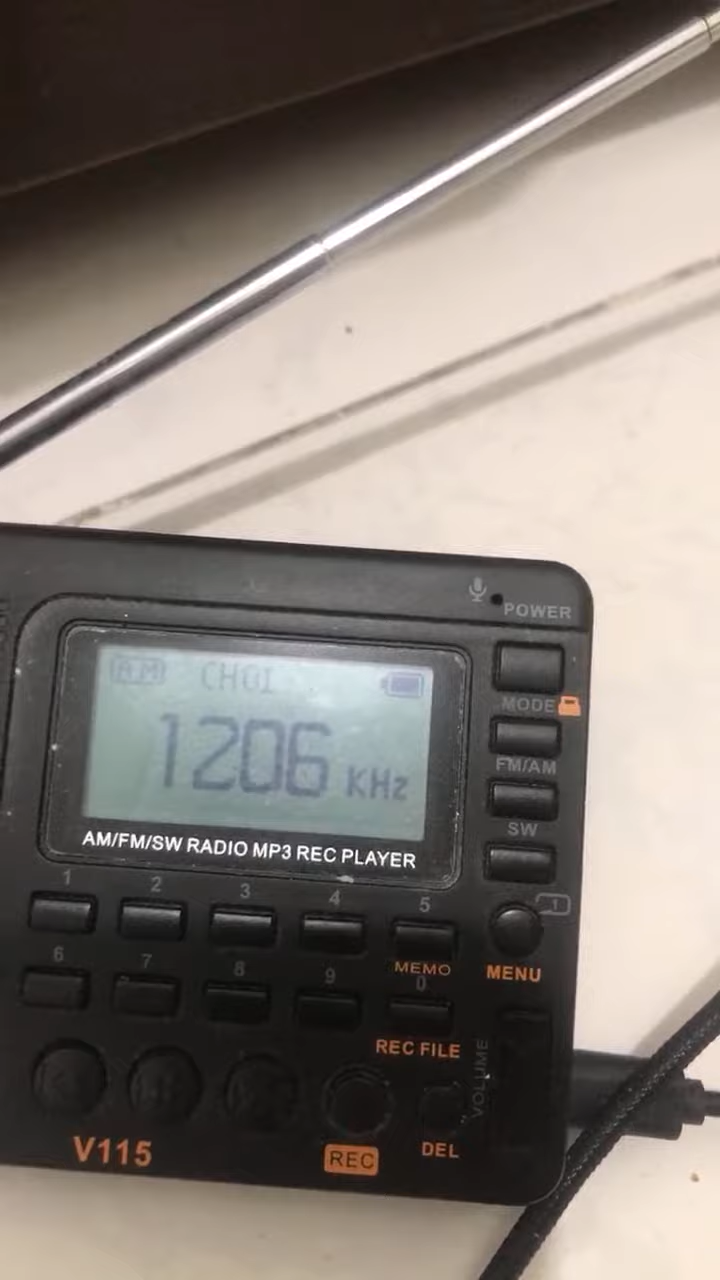 POWER
AM CH01
1206 KHz
MODE
FM/AM
SW
AM/FM/SW RADIO MP3 REC PLAYER
1 2 3 4 5
1
6 7 8 9 MEMO 0
MENU
REC FILE
VOLUME
V115
REC
DEL